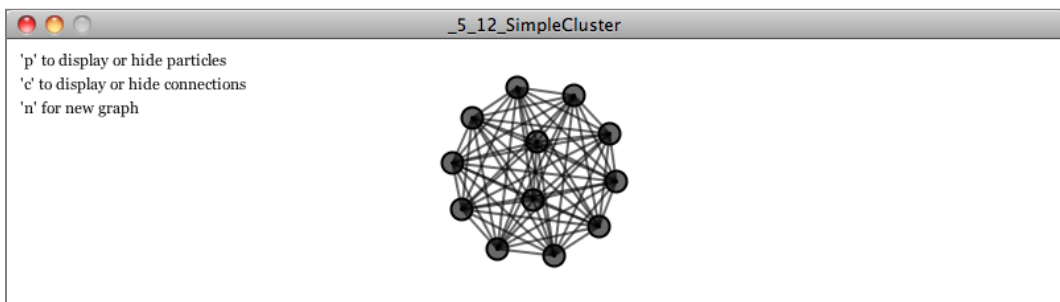 _5_12_SimpleCluster
'p' to display or hide particles
'c' to display or hide connections
'n' for new graph